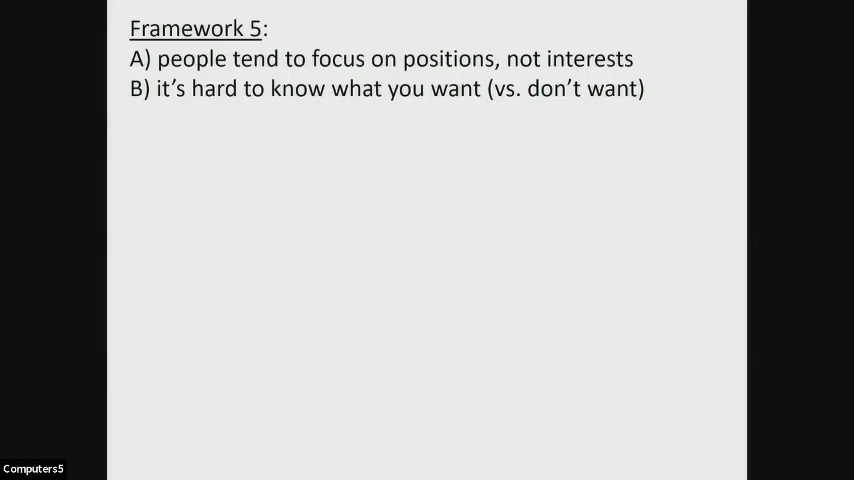 Framework 5:
A) people tend to focus on positions, not interests
B) it’s hard to know what you want (vs. don’t want)
Computers5